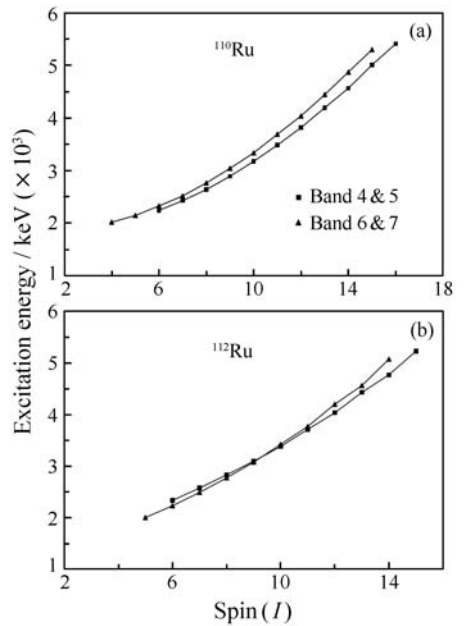 6
(a)
¹¹⁰Ru
5
4
3
Band 4 & 5
Band 6 & 7
2
1
2 6 10 14 18
Excitation energy / keV (×10³)
6
(b)
¹¹²Ru
5
4
3
2
1
2 6 10 14
Spin (I)